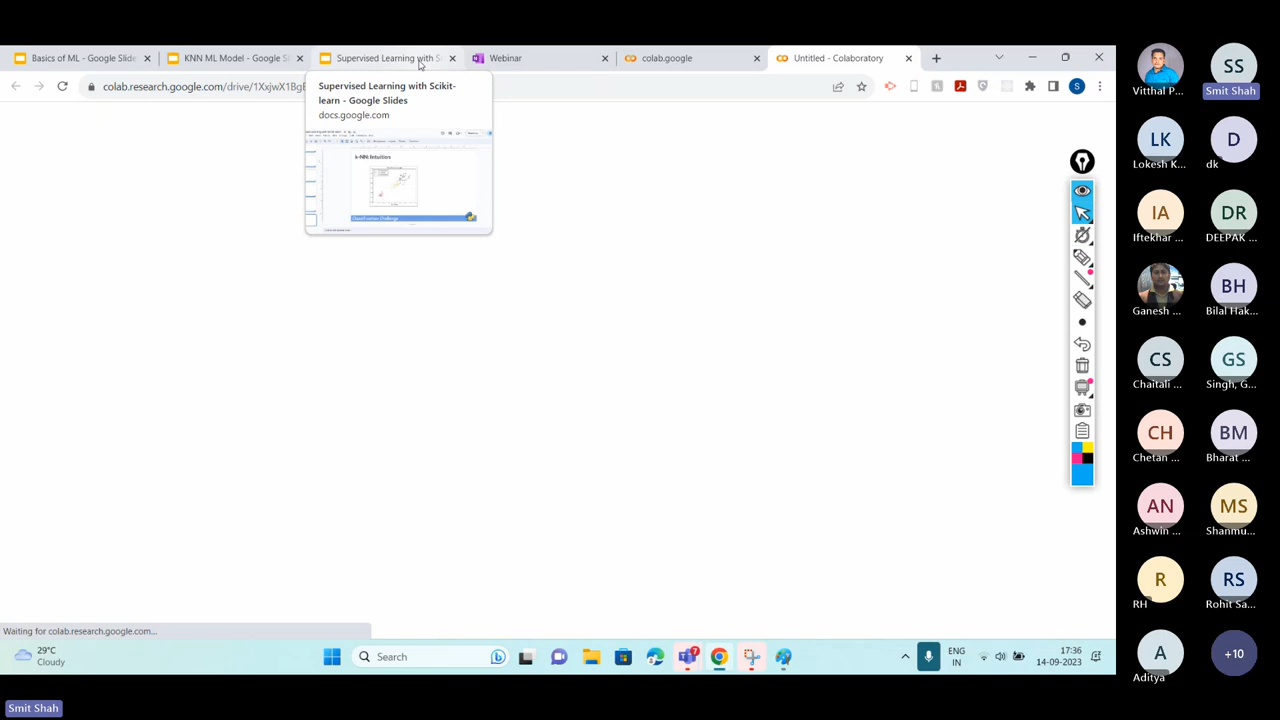 Basics of ML - Google Slide
KNN ML Model - Google S
Supervised Learning with S
Webinar
colab.google
Untitled - Colaboratory
colab.research.google.com/drive/1XxjwX1BgE
S
Supervised Learning with Scikit-
learn - Google Slides
docs.google.com
k-NN: Intuition
Classification Challenge
Waiting for colab.research.google.com...
29°C
Cloudy
Search
7
ENG
IN
17:36
14-09-2023
Vitthal P...
SS
Smit Shah
LK
Lokesh K...
D
dk
IA
Iftekhar ...
DR
DEEPAK ...
Ganesh ...
BH
Bilal Hak...
CS
Chaitali ...
GS
Singh, G...
CH
Chetan ...
BM
Bharat ...
AN
Ashwin ...
MS
Shanmu...
R
RH
RS
Rohit Sa...
A
Aditya
+10
Smit Shah